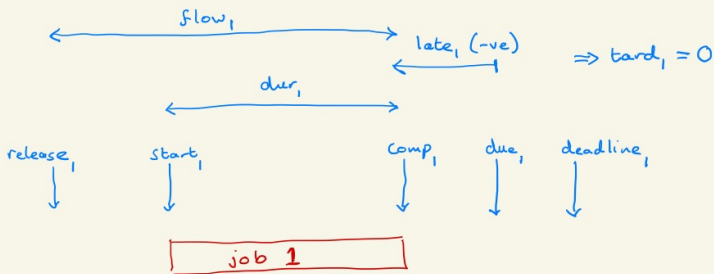 flow₁
late₁ (-ve) ⇒ tard₁ = 0
dur₁
release₁ start₁ comp₁ due₁ deadline₁
job 1